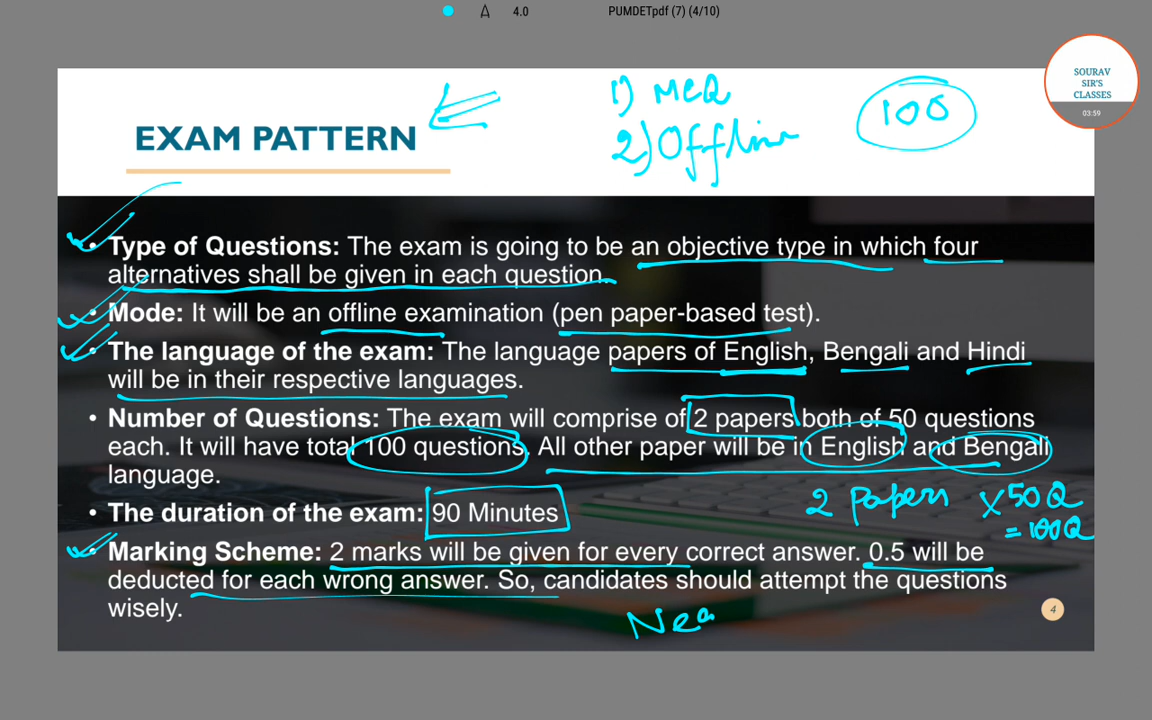 4.0 PUMDETpdf (7) (4/10)
SOURAV
SIR'S
CLASSES
03:59
1) MCQ
100
EXAM PATTERN
2) Offline
• Type of Questions: The exam is going to be an objective type in which four
alternatives shall be given in each question.
• Mode: It will be an offline examination (pen paper-based test).
• The language of the exam: The language papers of English, Bengali and Hindi
will be in their respective languages.
• Number of Questions: The exam will comprise of 2 papers both of 50 questions
each. It will have total 100 questions. All other paper will be in English and Bengali
language.
2 Papers X 50 Q
= 100Q
• The duration of the exam: 90 Minutes
• Marking Scheme: 2 marks will be given for every correct answer. 0.5 will be
deducted for each wrong answer. So, candidates should attempt the questions
wisely.
Nea
4